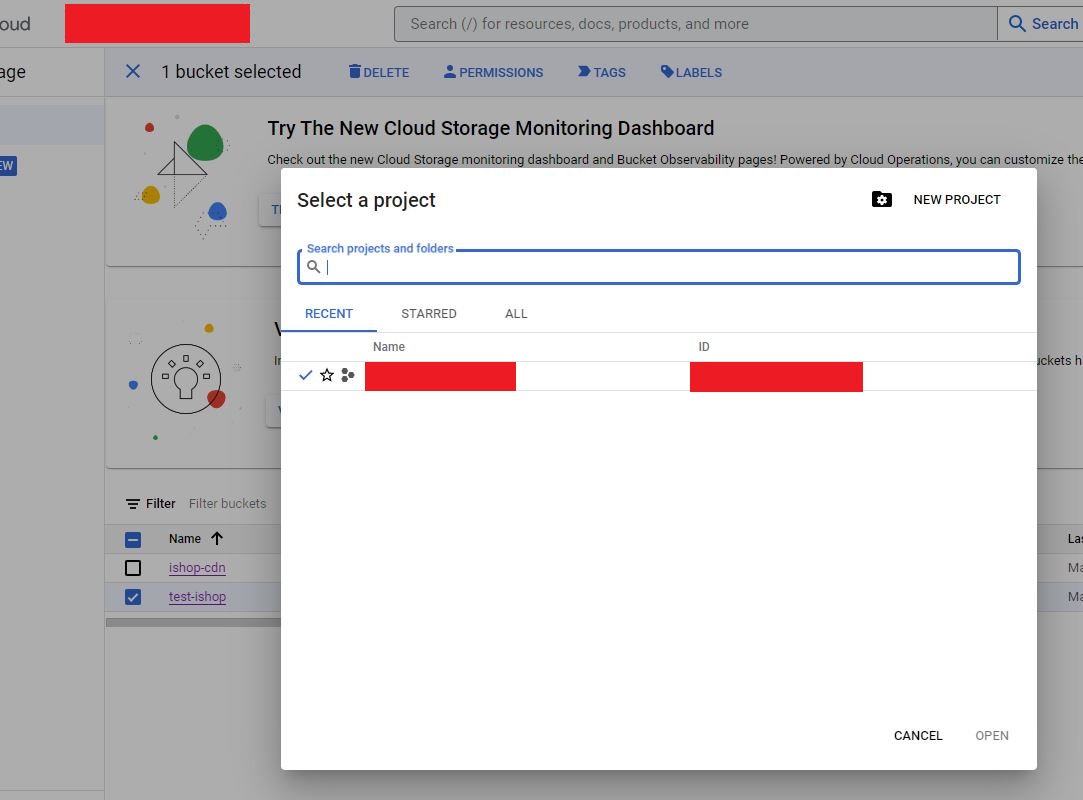 oud
Search (/) for resources, docs, products, and more
Search
age
1 bucket selected
DELETE
PERMISSIONS
TAGS
LABELS
Try The New Cloud Storage Monitoring Dashboard
Check out the new Cloud Storage monitoring dashboard and Bucket Observability pages! Powered by Cloud Operations, you can customize the
EW
Select a project
NEW PROJECT
Search projects and folders
RECENT
STARRED
ALL
Name
ID
uckets h
Filter
Filter buckets
Name
Las
ishop-cdn
Ma
test-ishop
Ma
CANCEL
OPEN